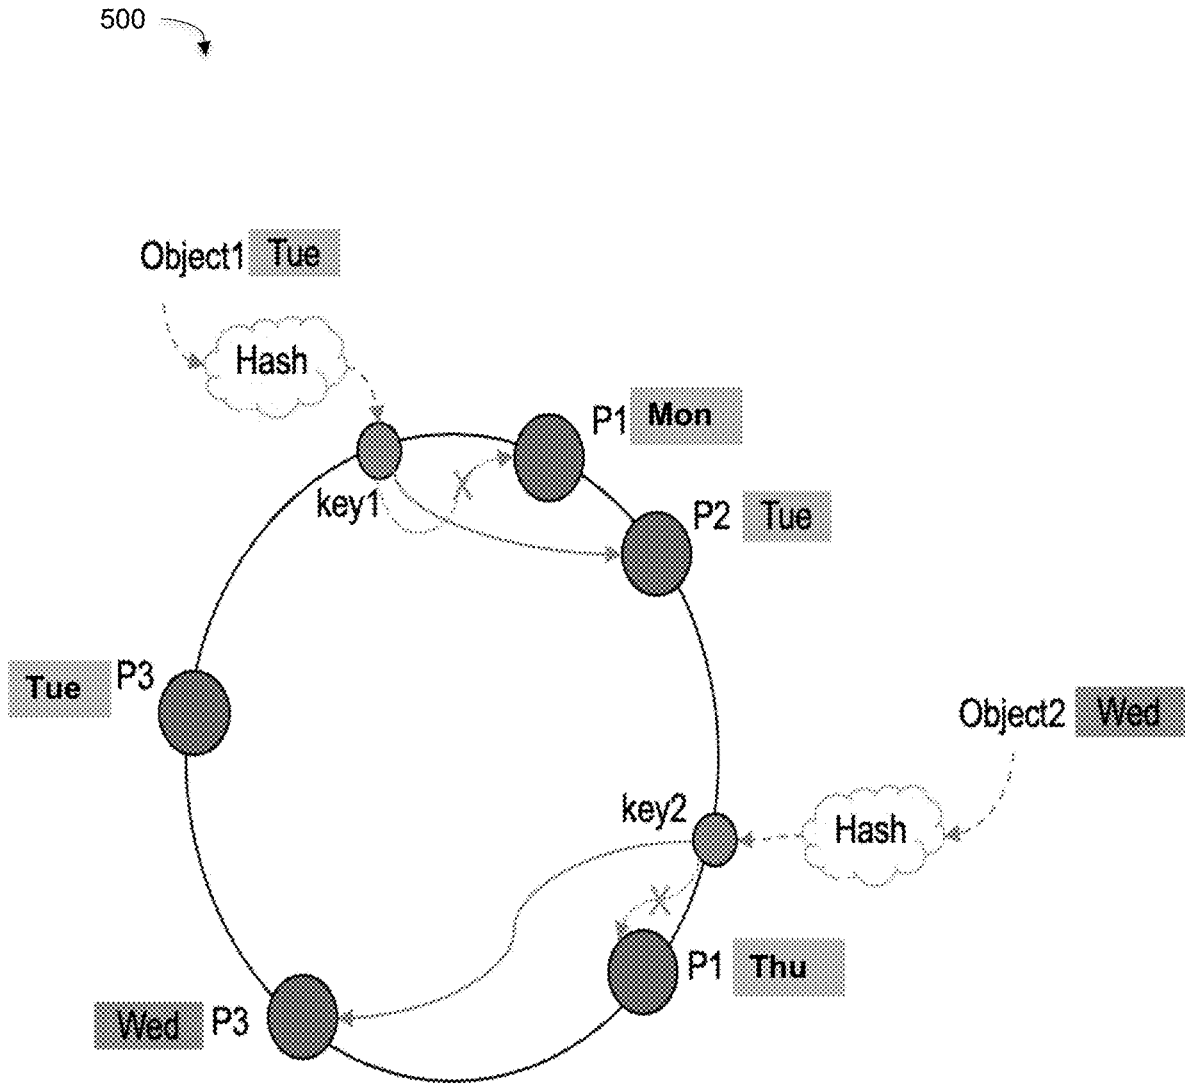 500
Object1 Tue
Hash
P1 Mon
key1
P2 Tue
Tue P3
Object2 Wed
key2
Hash
P1 Thu
Wed P3